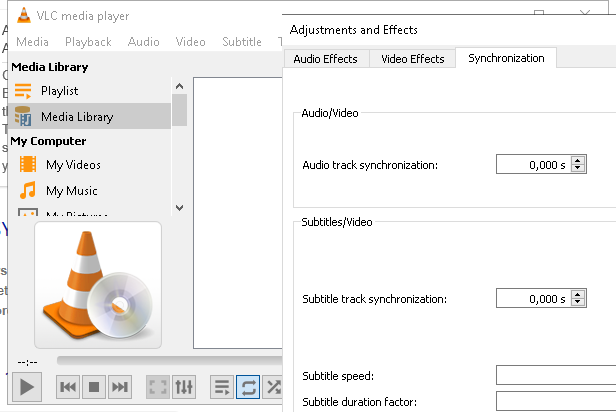 VLC media player
Media Playback Audio Video Subtitle
Media Library
Playlist
Media Library
My Computer
My Videos
My Music
My Pictures
--:--
Adjustments and Effects
Audio Effects Video Effects Synchronization
Audio/Video
Audio track synchronization: 0,000 s
Subtitles/Video
Subtitle track synchronization: 0,000 s
Subtitle speed:
Subtitle duration factor: